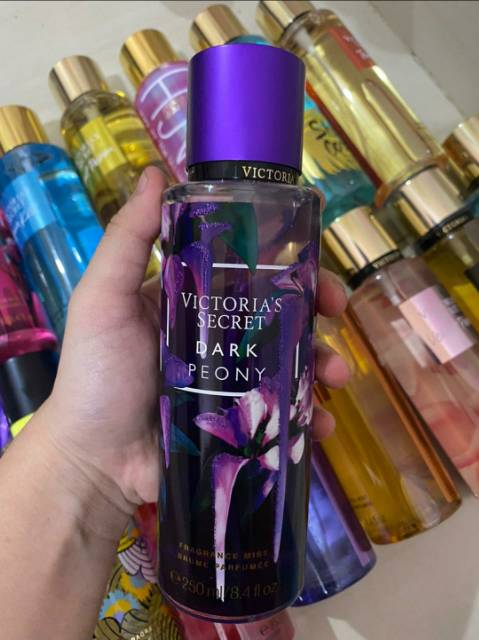 VICTORIA
VICTORIA'S
SECRET
DARK
PEONY
FRAGRANCE MIST
BRUME PARFUMÉE
℮ 250 ml/8.4 fl oz